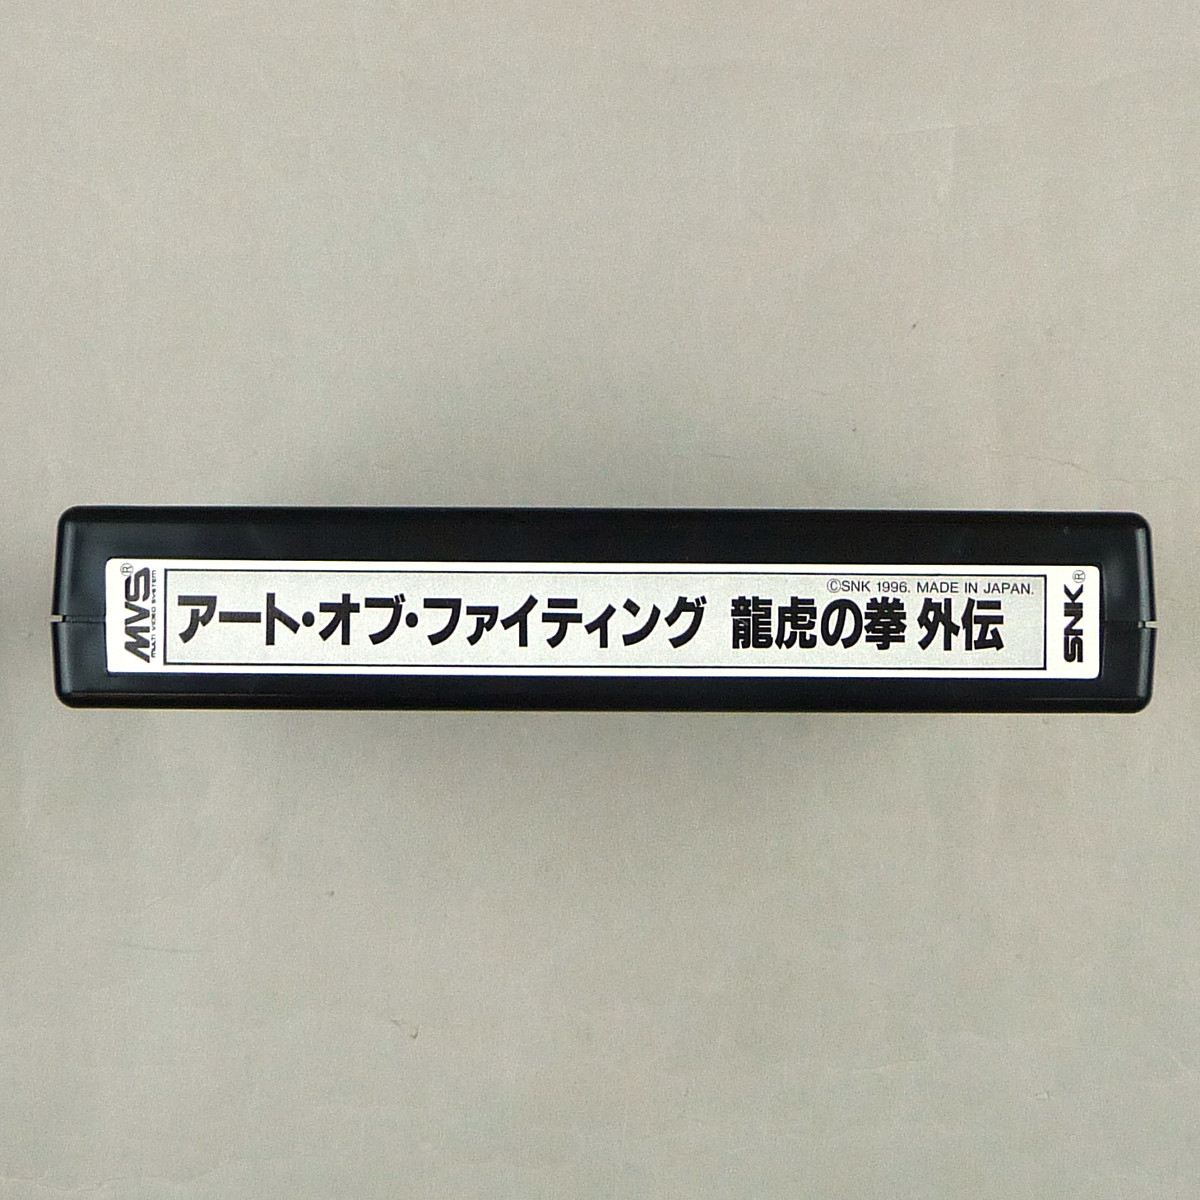 MVS®
MULTI VIDEO SYSTEM
©SNK 1996. MADE IN JAPAN.
アート・オブ・ファイティング 龍虎の拳 外伝
SNK®